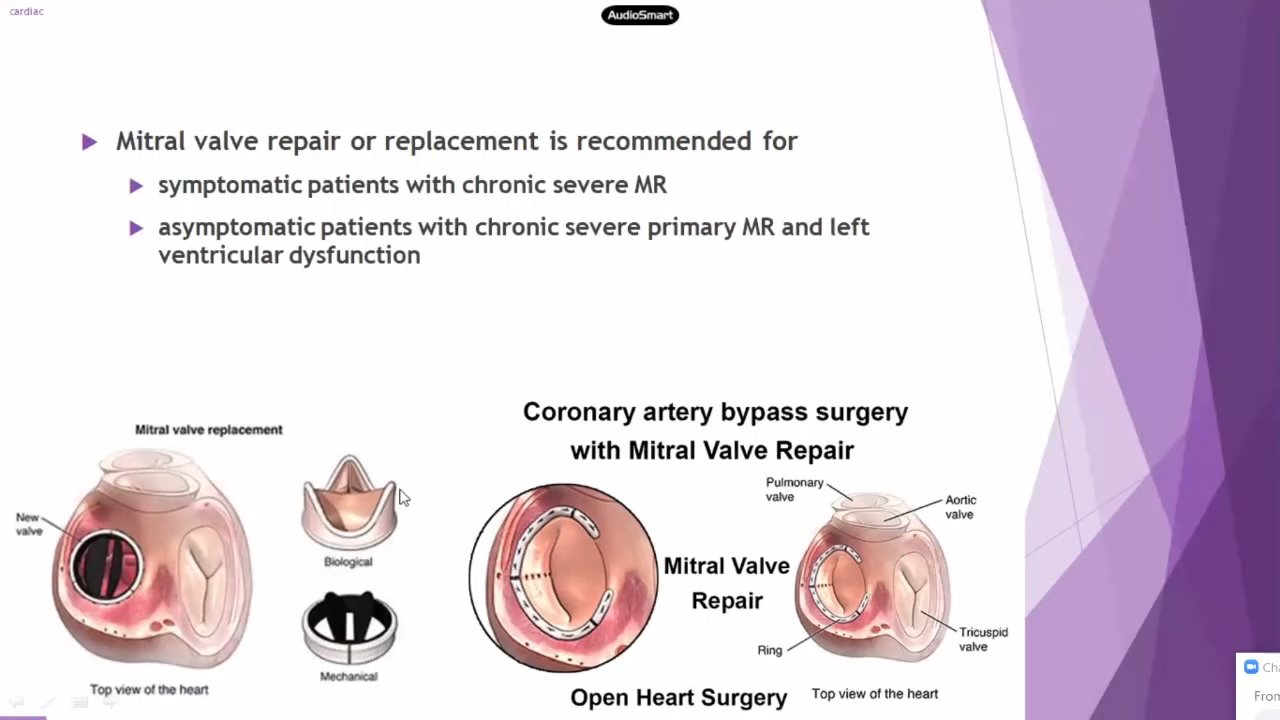 cardiac
AudioSmart
Mitral valve repair or replacement is recommended for
symptomatic patients with chronic severe MR
asymptomatic patients with chronic severe primary MR and left
ventricular dysfunction
Mitral valve replacement
New
valve
Biological
Mechanical
Top view of the heart
Coronary artery bypass surgery
with Mitral Valve Repair
Pulmonary
valve
Aortic
valve
Mitral Valve
Repair
Ring
Tricuspid
valve
Open Heart Surgery
Top view of the heart
From